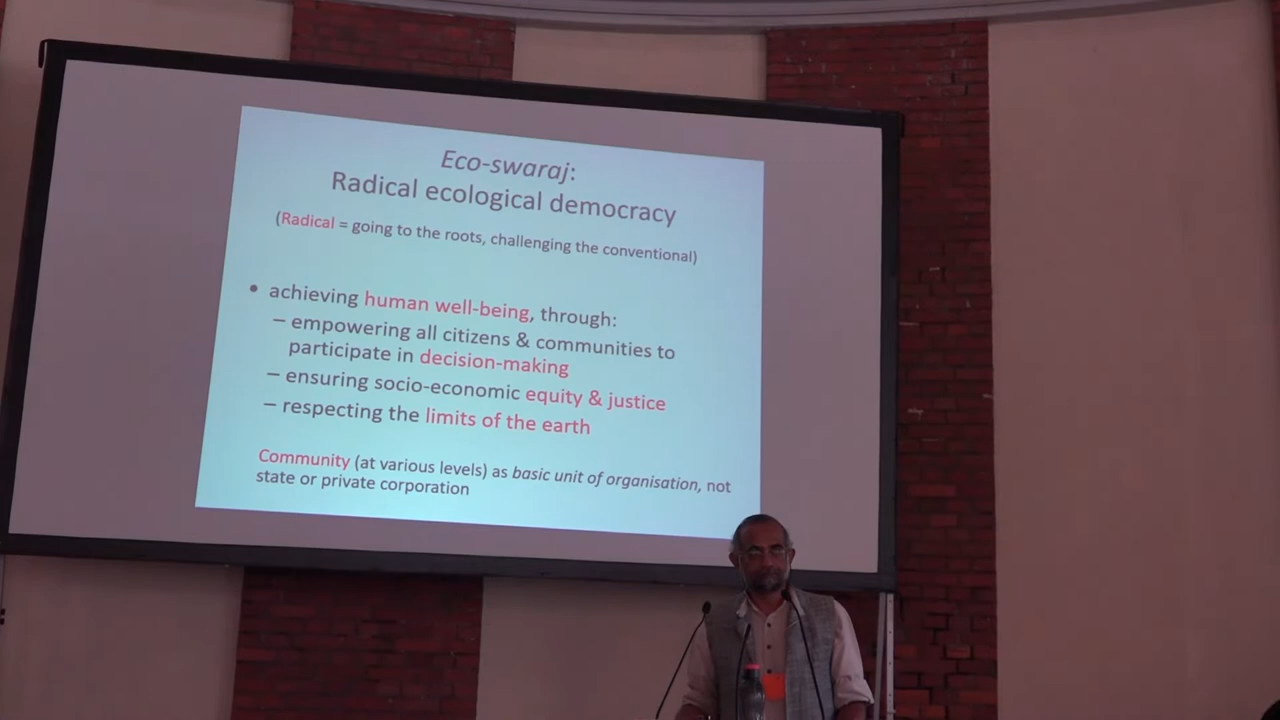 Eco-swaraj:
Radical ecological democracy
(Radical = going to the roots, challenging the conventional)
• achieving human well-being, through:
– empowering all citizens & communities to
participate in decision-making
– ensuring socio-economic equity & justice
– respecting the limits of the earth
Community (at various levels) as basic unit of organisation, not
state or private corporation